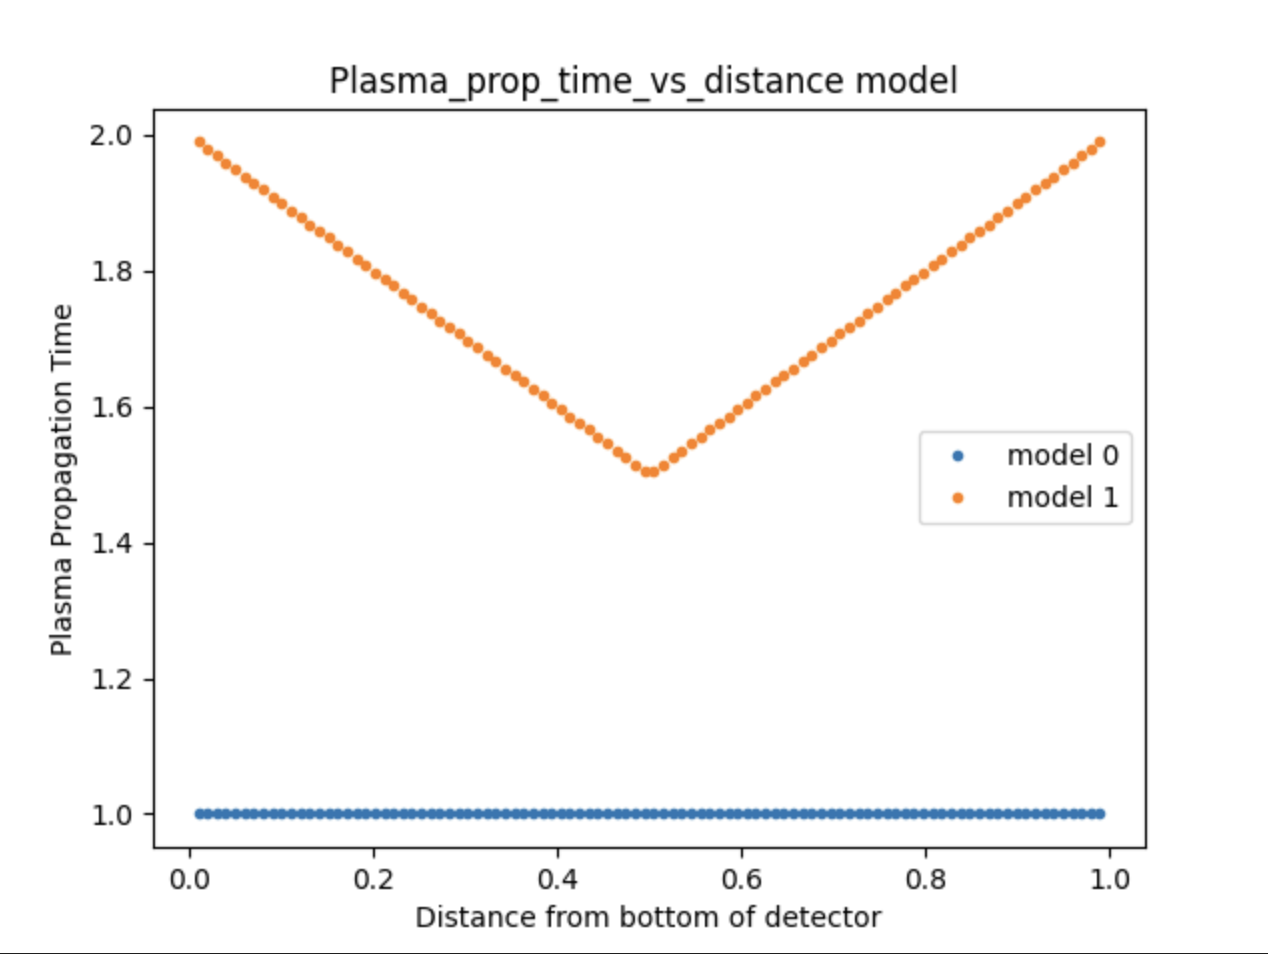 Plasma_prop_time_vs_distance model
2.0
1.8
1.6
1.4
1.2
1.0
Plasma Propagation Time
model 0
model 1
0.0 0.2 0.4 0.6 0.8 1.0
Distance from bottom of detector